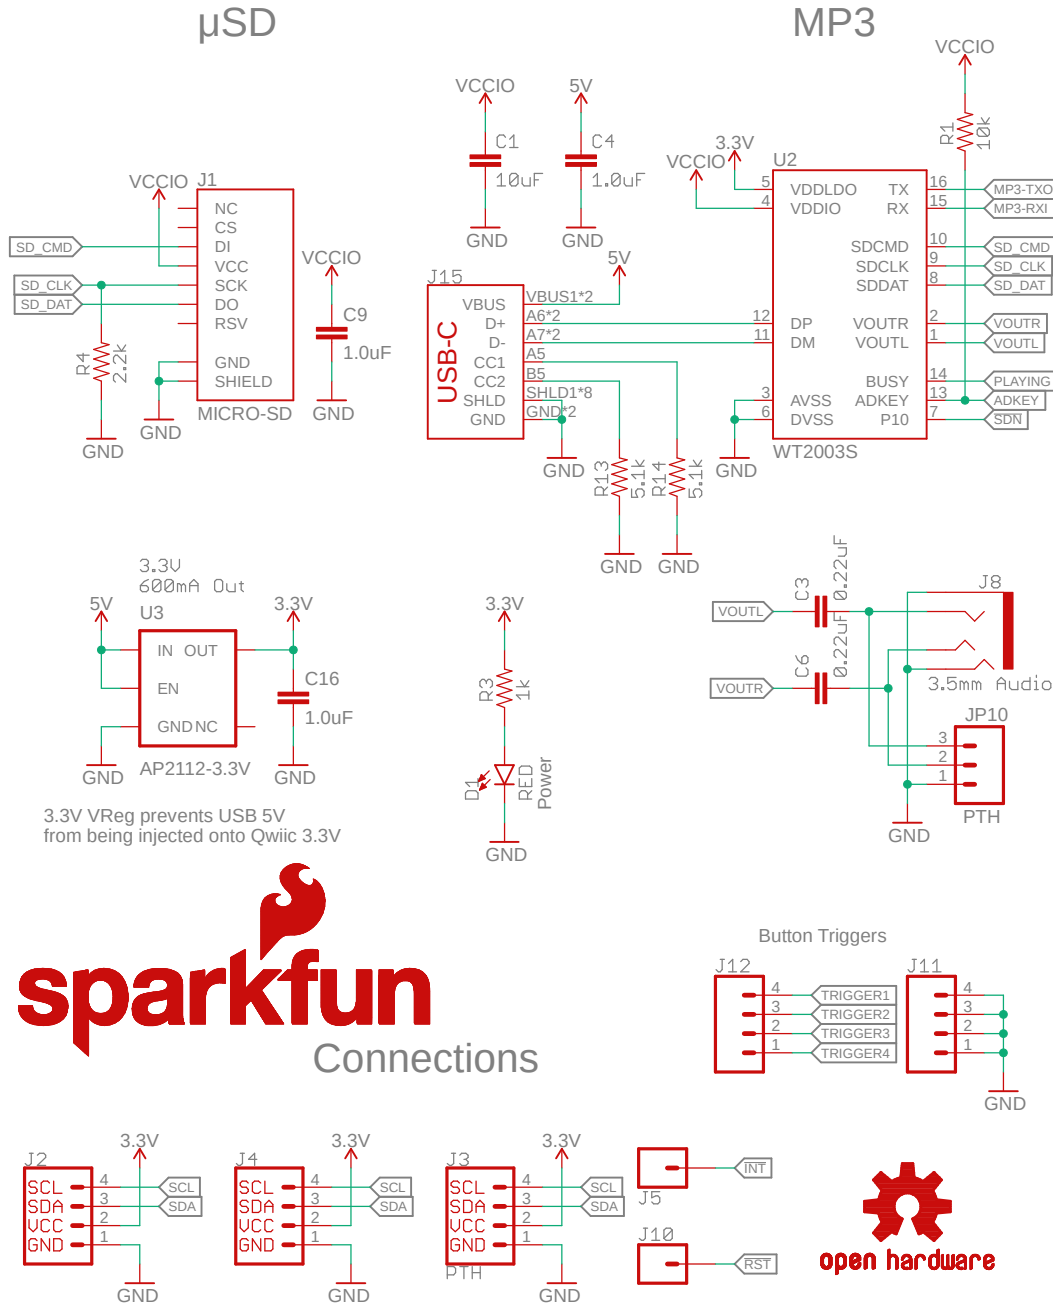 µSD
MP3
VCCIO
J1
NC
CS
DI
VCC
SCK
DO
RSV
GND
SHIELD
MICRO-SD
SD_CMD
SD_CLK
SD_DAT
R4
2.2k
GND
GND
VCCIO
C9
1.0uF
GND
VCCIO
C1
10uF
GND
5V
C4
1.0uF
GND
J15
USB-C
VBUS
D+
D-
CC1
CC2
SHLD
GND
VBUS1*2
A6*2
A7*2
A5
B5
SHLD1*8
GND*2
5V
GND
R13
5.1k
GND
R14
5.1k
GND
VCCIO
R1
10k
3.3V
VCCIO
U2
5 VDDLDO TX 16 MP3-TXO
4 VDDIO RX 15 MP3-RXI
SDCMD 10 SD_CMD
SDCLK 9 SD_CLK
SDDAT 8 SD_DAT
12 DP VOUTR 2 VOUTR
11 DM VOUTL 1 VOUTL
BUSY 14 PLAYING
3 AVSS ADKEY 13 ADKEY
6 DVSS P10 7 SDN
WT2003S
GND
3.3V
600mA Out
5V
U3
3.3V
IN OUT
EN
GND NC
AP2112-3.3V
GND
C16
1.0uF
GND
3.3V VReg prevents USB 5V
from being injected onto Qwiic 3.3V
3.3V
R3
1k
D1
RED
Power
GND
VOUTL
C3
0.22uF
VOUTR
C6
0.22uF
J8
3.5mm Audio
JP10
3
2
1
PTH
GND
sparkfun
Button Triggers
J12
4 TRIGGER1
3 TRIGGER2
2 TRIGGER3
1 TRIGGER4
J11
4
3
2
1
GND
Connections
J2
3.3V
SCL 4 SCL
SDA 3 SDA
VCC 2
GND 1
GND
J4
3.3V
SCL 4 SCL
SDA 3 SDA
VCC 2
GND 1
GND
J3
3.3V
SCL 4 SCL
SDA 3 SDA
VCC 2
GND 1
PTH
GND
J5
INT
J10
RST
open hardware